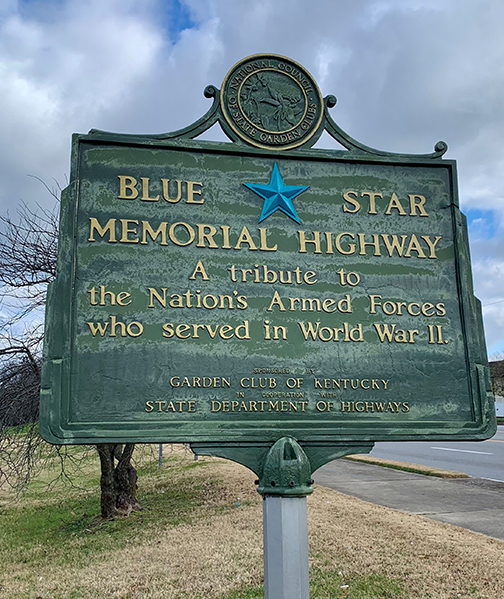 NATIONAL COUNCIL
OF STATE GARDEN CLUBS
BLUE STAR
MEMORIAL HIGHWAY
A tribute to
the Nation's Armed Forces
who served in World War II.
SPONSORED BY
GARDEN CLUB OF KENTUCKY
IN COOPERATION WITH
STATE DEPARTMENT OF HIGHWAYS